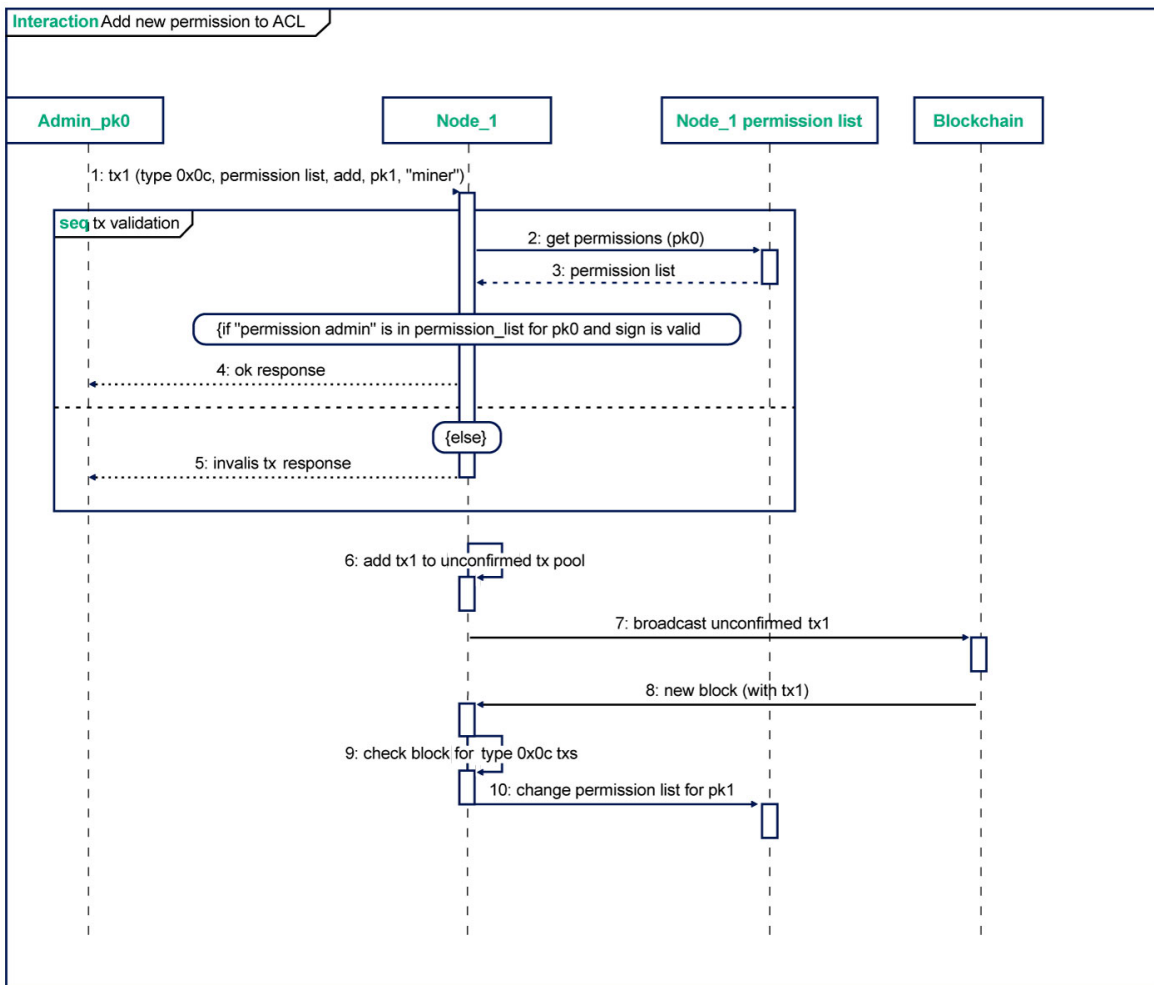 Interaction Add new permission to ACL
Admin_pk0
Node_1
Node_1 permission list
Blockchain
1: tx1 (type 0x0c, permission list, add, pk1, "miner")
seq tx validation
2: get permissions (pk0)
3: permission list
{if "permission admin" is in permission_list for pk0 and sign is valid
4: ok response
{else}
5: invalis tx response
6: add tx1 to unconfirmed tx pool
7: broadcast unconfirmed tx1
8: new block (with tx1)
9: check block for type 0x0c txs
10: change permission list for pk1